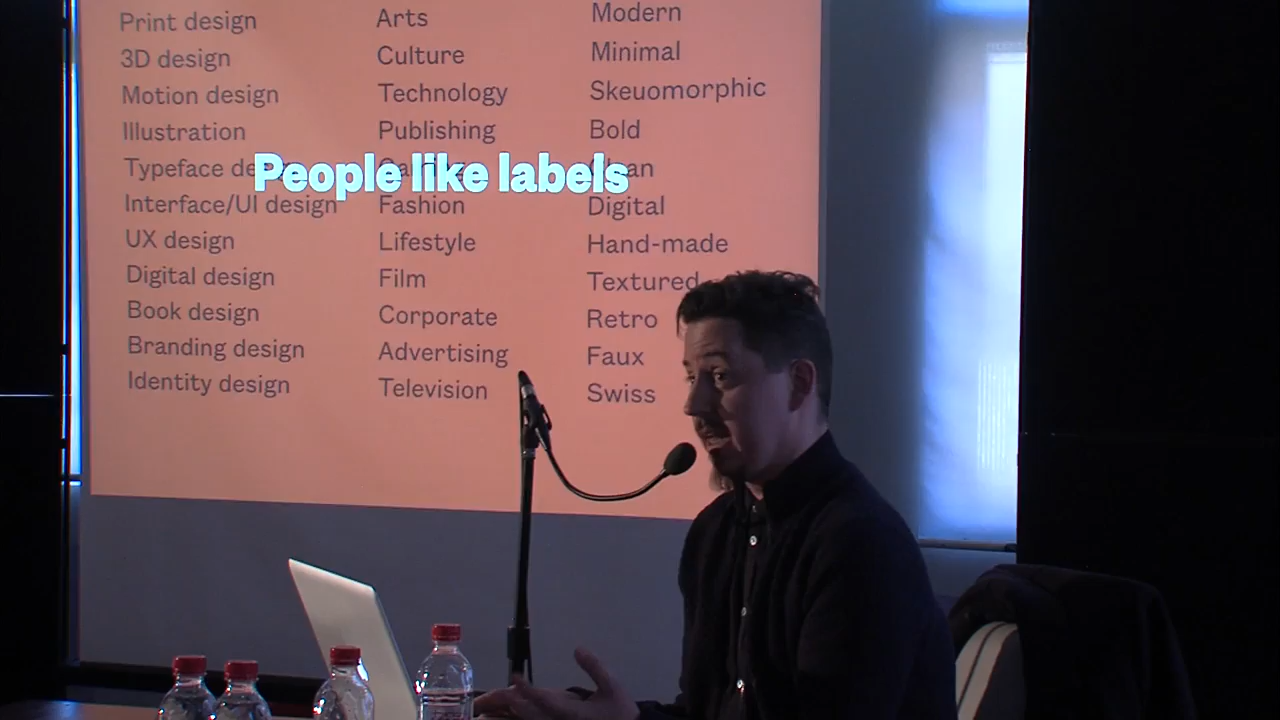 Print design
3D design
Motion design
Illustration
Typeface
Interface/UI design
UX design
Digital design
Book design
Branding design
Identity design
Arts
Culture
Technology
Publishing
Fashion
Lifestyle
Film
Corporate
Advertising
Television
Modern
Minimal
Skeuomorphic
Bold
Digital
Hand-made
Textured
Retro
Faux
Swiss
People like labels